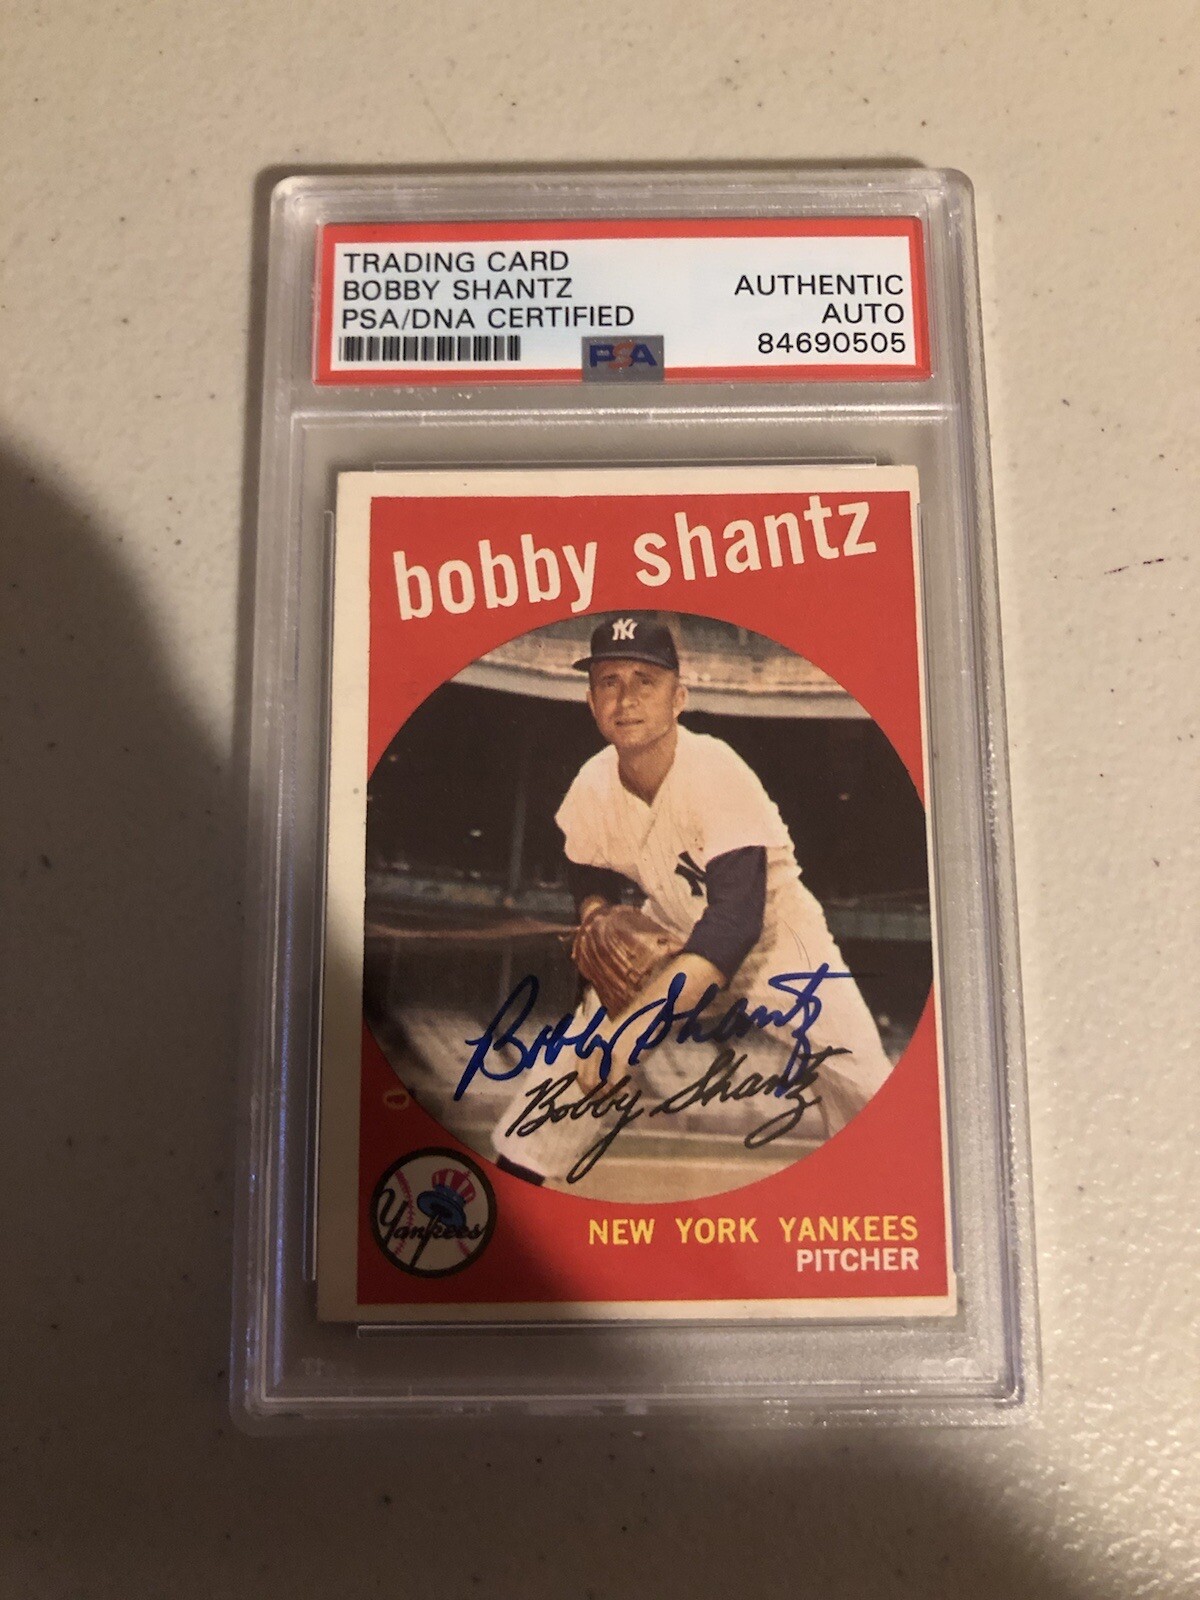 TRADING CARD
BOBBY SHANTZ
PSA/DNA CERTIFIED
AUTHENTIC
AUTO
84690505
PSA
bobby shantz
NY
NY
Bobby Shantz
Bobby Shantz
Yankees
NEW YORK YANKEES
PITCHER